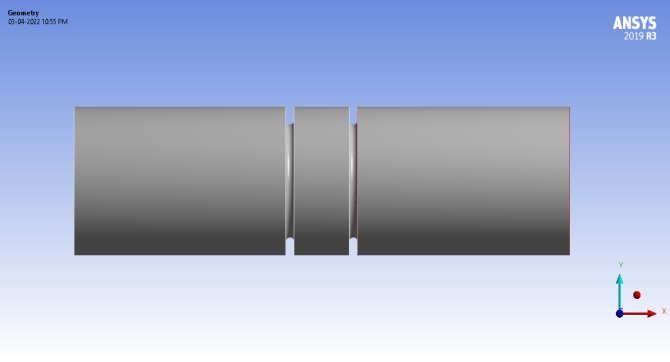 Geometry
03-04-2022 10:55 PM
ANSYS
2019 R3
Y
X